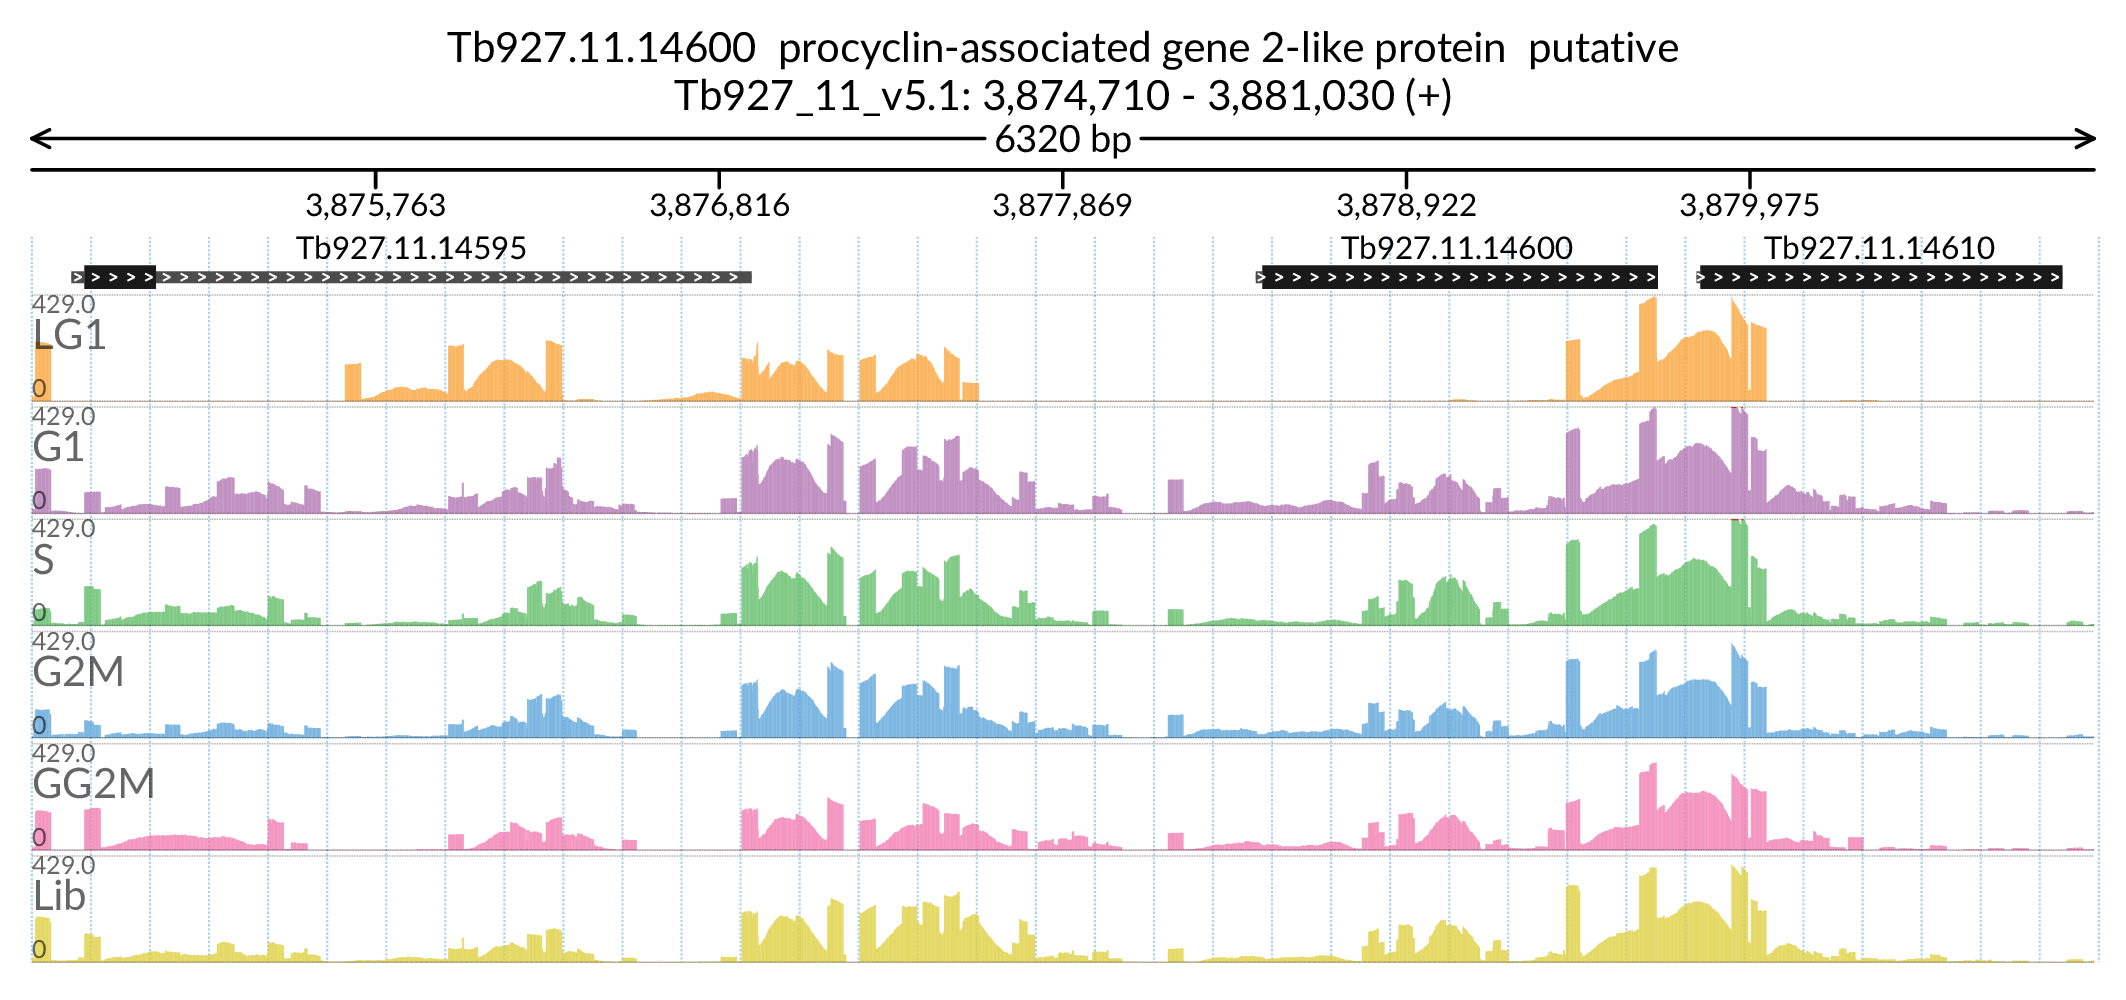 Tb927.11.14600  procyclin-associated gene 2-like protein  putative
Tb927_11_v5.1: 3,874,710 - 3,881,030 (+)
6320 bp
3,875,763 3,876,816 3,877,869 3,878,922 3,879,975
Tb927.11.14595 Tb927.11.14600 Tb927.11.14610
429.0
LG1
0
429.0
G1
0
429.0
S
0
429.0
G2M
0
429.0
GG2M
0
429.0
Lib
0